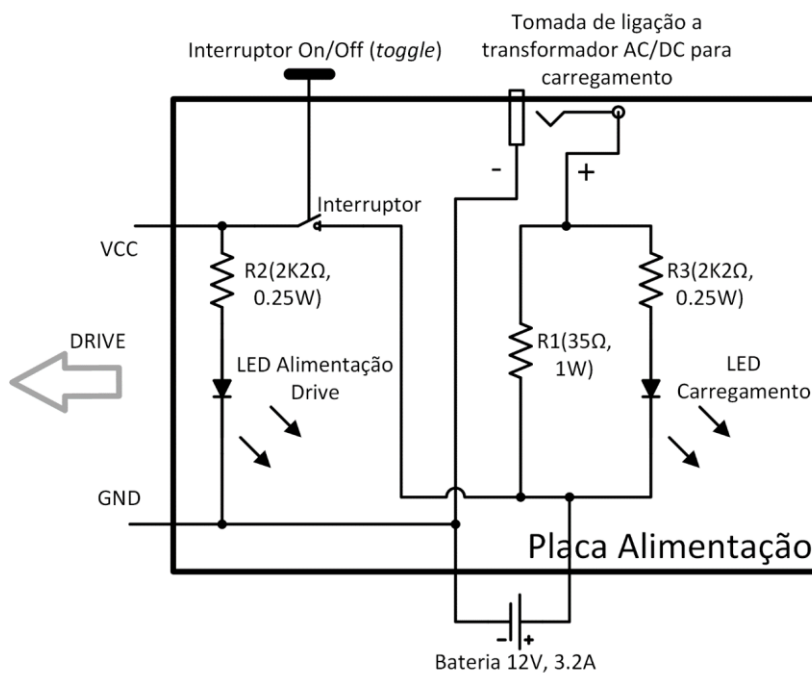 Tomada de ligação a
transformador AC/DC para
carregamento
Interruptor On/Off (toggle)
-
+
Interruptor
VCC
R2(2K2Ω,
0.25W)
R3(2K2Ω,
0.25W)
DRIVE
R1(35Ω,
1W)
LED Alimentação
Drive
LED
Carregamento
GND
Placa Alimentação
- +
Bateria 12V, 3.2A